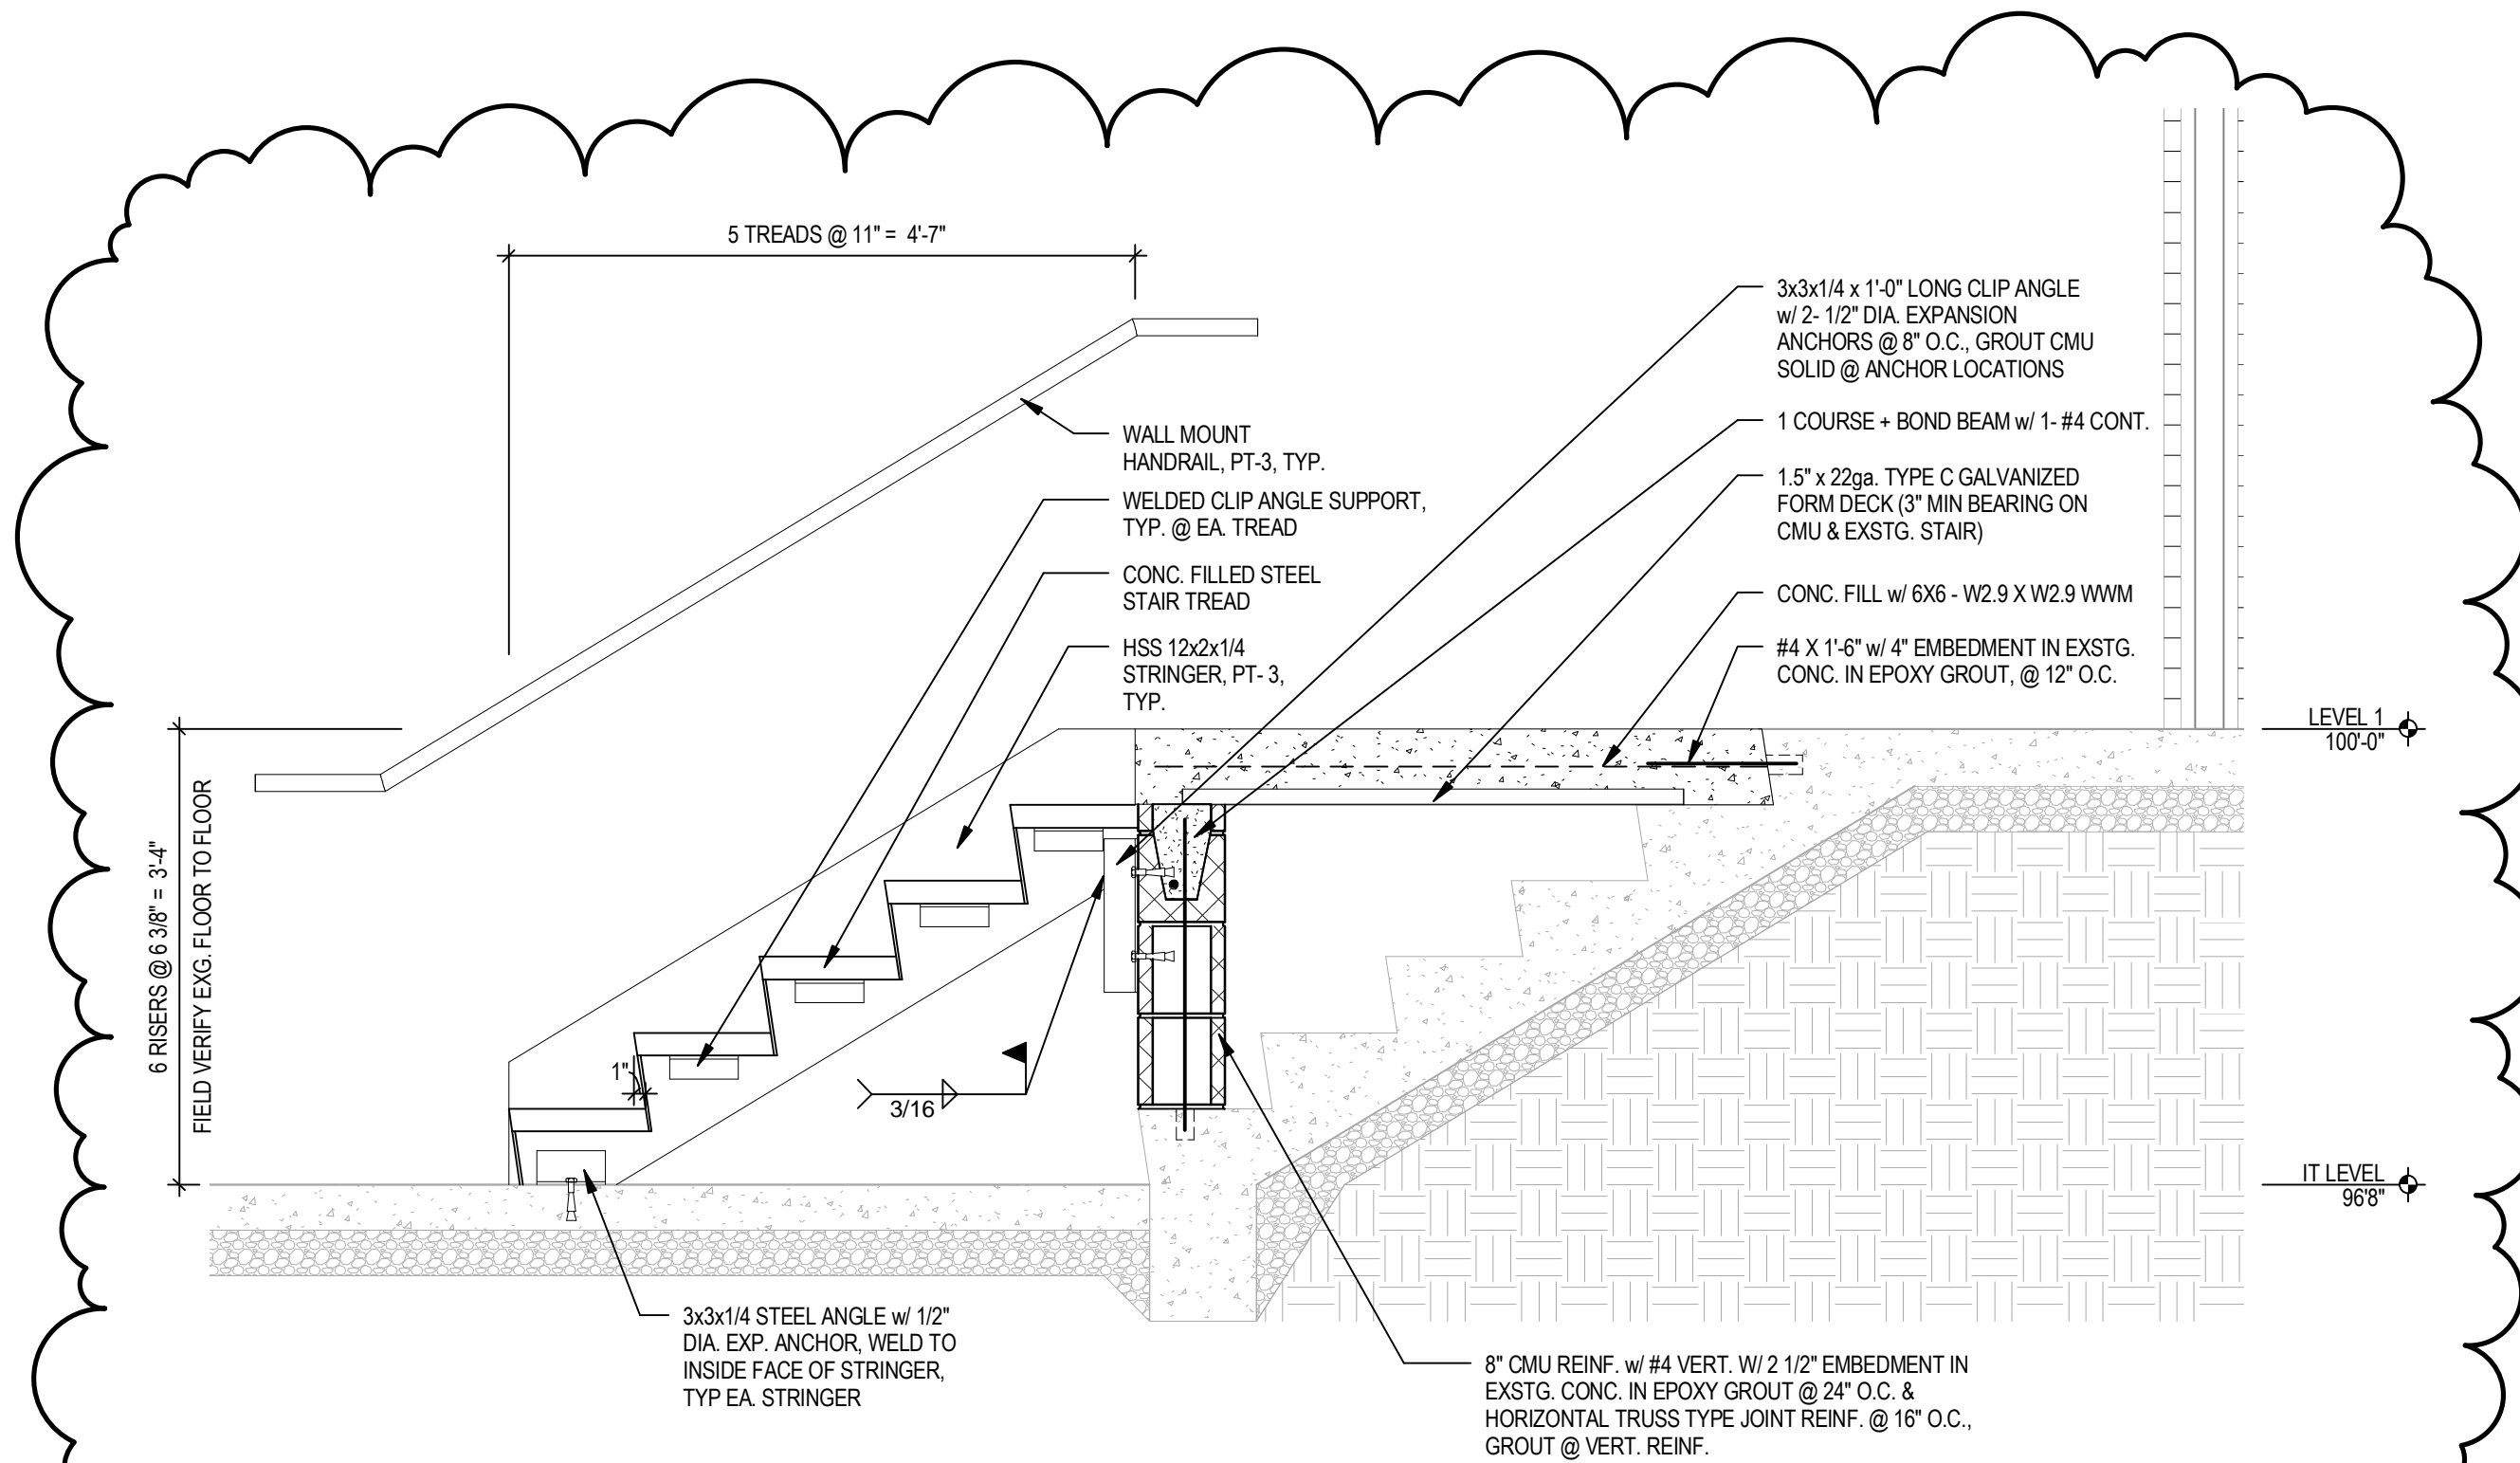 5 TREADS @ 11" = 4'-7"
3x3x1/4 x 1'-0" LONG CLIP ANGLE
w/ 2- 1/2" DIA. EXPANSION
ANCHORS @ 8" O.C., GROUT CMU
SOLID @ ANCHOR LOCATIONS
1 COURSE + BOND BEAM w/ 1- #4 CONT.
1.5" x 22ga. TYPE C GALVANIZED
FORM DECK (3" MIN BEARING ON
CMU & EXSTG. STAIR)
CONC. FILL w/ 6X6 - W2.9 X W2.9 WWM
#4 X 1'-6" w/ 4" EMBEDMENT IN EXSTG.
CONC. IN EPOXY GROUT, @ 12" O.C.
WALL MOUNT
HANDRAIL, PT-3, TYP.
WELDED CLIP ANGLE SUPPORT,
TYP. @ EA. TREAD
CONC. FILLED STEEL
STAIR TREAD
HSS 12x2x1/4
STRINGER, PT- 3,
TYP.
LEVEL 1
100'-0"
6 RISERS @ 6 3/8" = 3'-4"
FIELD VERIFY EXG. FLOOR TO FLOOR
1"
3/16
IT LEVEL
96'8"
3x3x1/4 STEEL ANGLE w/ 1/2"
DIA. EXP. ANCHOR, WELD TO
INSIDE FACE OF STRINGER,
TYP EA. STRINGER
8" CMU REINF. w/ #4 VERT. W/ 2 1/2" EMBEDMENT IN
EXSTG. CONC. IN EPOXY GROUT @ 24" O.C. &
HORIZONTAL TRUSS TYPE JOINT REINF. @ 16" O.C.,
GROUT @ VERT. REINF.